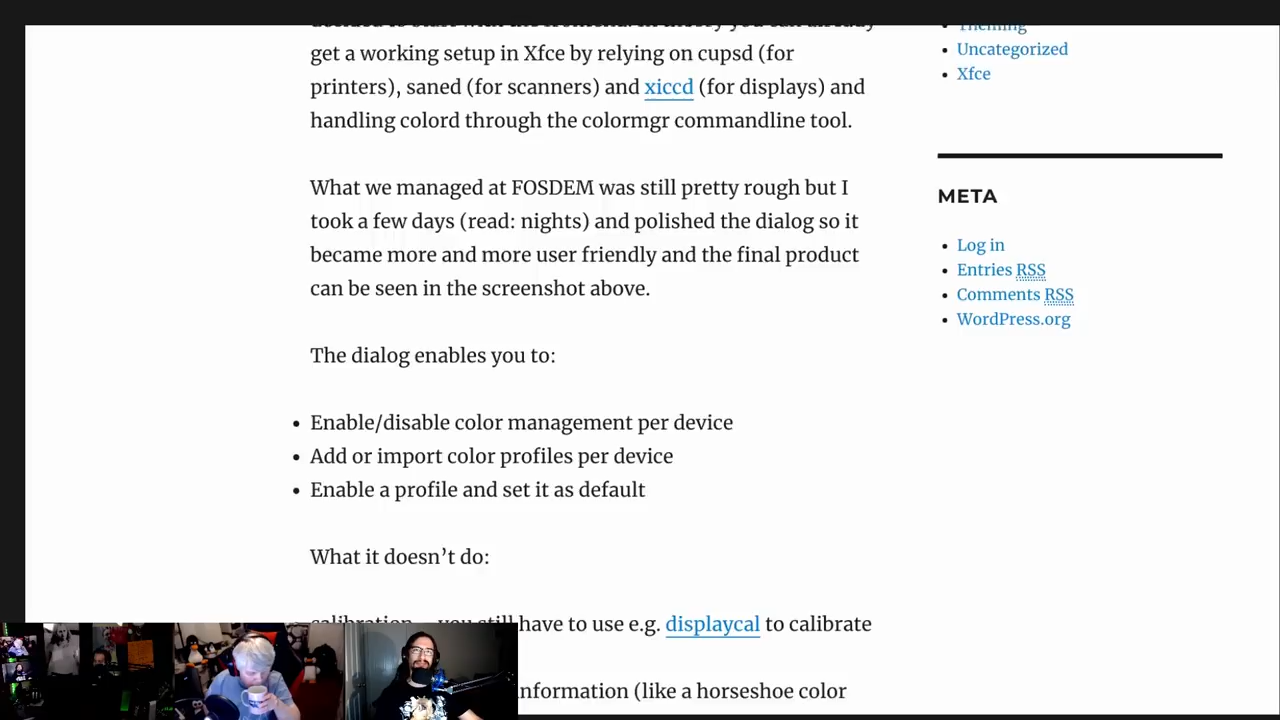 get a working setup in Xfce by relying on cupsd (for
printers), saned (for scanners) and xiccd (for displays) and
handling colord through the colormgr commandline tool.
What we managed at FOSDEM was still pretty rough but I
took a few days (read: nights) and polished the dialog so it
became more and more user friendly and the final product
can be seen in the screenshot above.
The dialog enables you to:
• Enable/disable color management per device
• Add or import color profiles per device
• Enable a profile and set it as default
What it doesn’t do:
calibration – you still have to use e.g. displaycal to calibrate
information (like a horseshoe color
Theming
• Uncategorized
• Xfce
META
• Log in
• Entries RSS
• Comments RSS
• WordPress.org